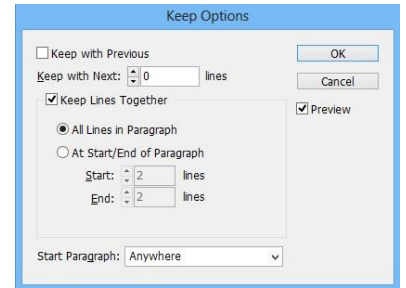 Keep Options
Keep with Previous
OK
Keep with Next: 0 lines
Cancel
Keep Lines Together
Preview
All Lines in Paragraph
At Start/End of Paragraph
Start: 2 lines
End: 2 lines
Start Paragraph: Anywhere